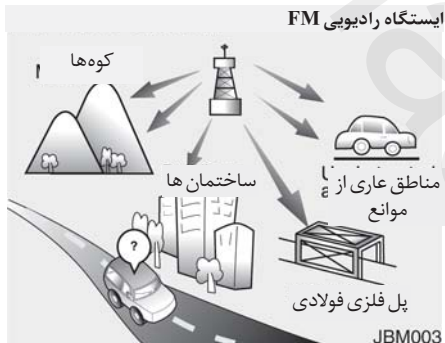 ایستگاه رادیویی FM
کوه‌ها
ساختمان ها
مناطق عاری از
موانع
?
پل فلزی فولادی
JBM003